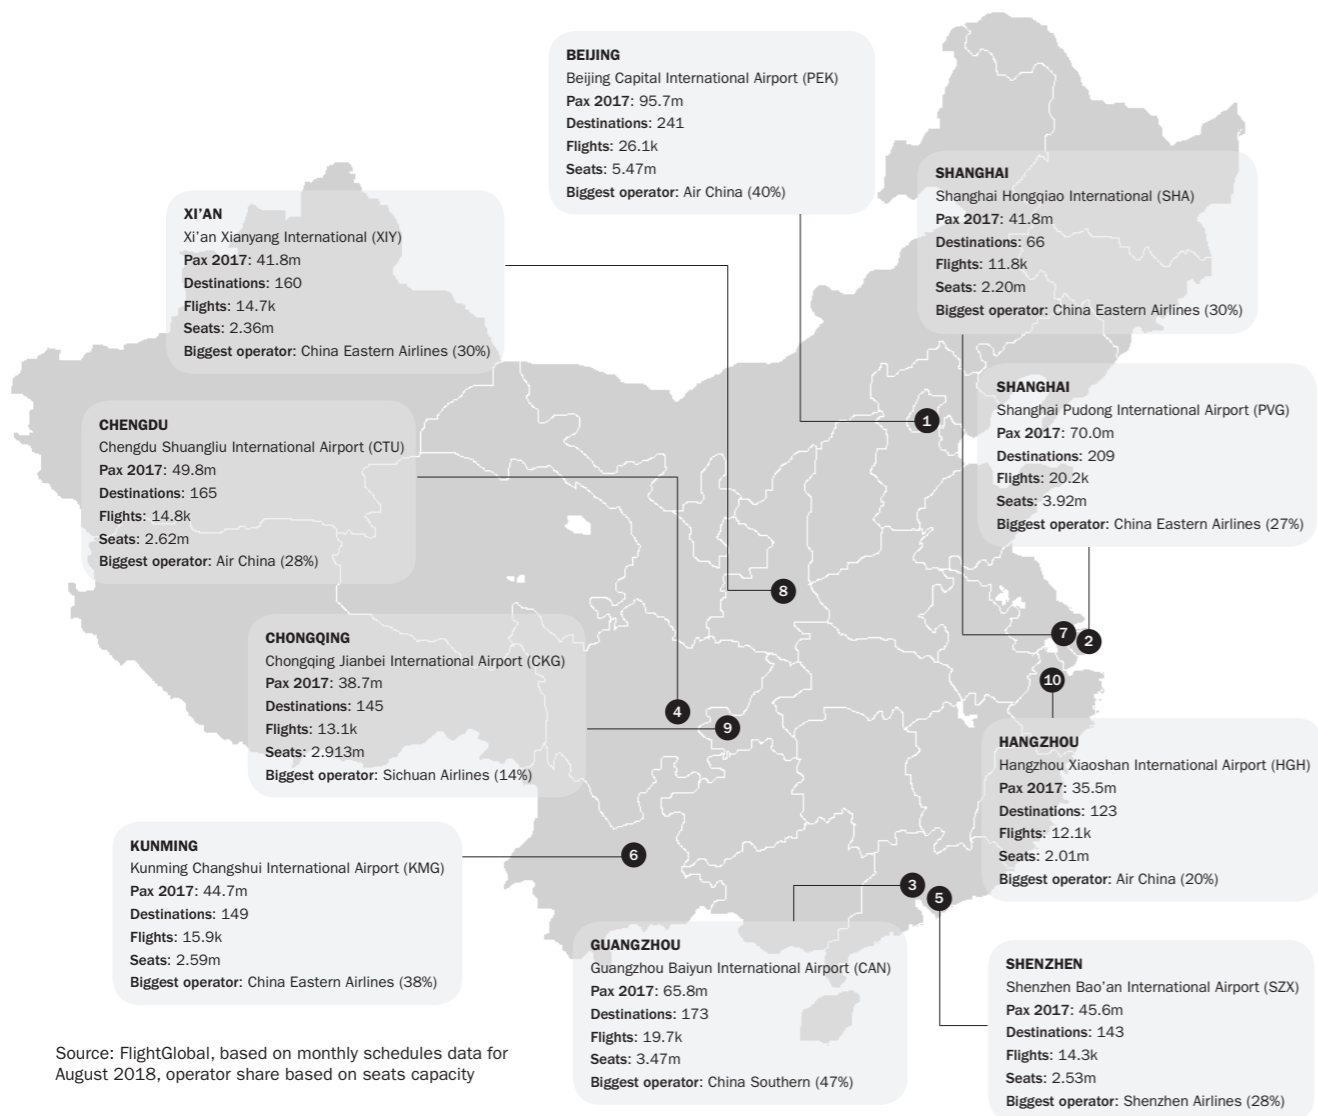 BEIJING
Beijing Capital International Airport (PEK)
Pax 2017: 95.7m
Destinations: 241
Flights: 26.1k
Seats: 5.47m
Biggest operator: Air China (40%)
SHANGHAI
Shanghai Hongqiao International (SHA)
Pax 2017: 41.8m
Destinations: 66
Flights: 11.8k
Seats: 2.20m
Biggest operator: China Eastern Airlines (30%)
XI'AN
Xi'an Xianyang International (XIY)
Pax 2017: 41.8m
Destinations: 160
Flights: 14.7k
Seats: 2.36m
Biggest operator: China Eastern Airlines (30%)
SHANGHAI
Shanghai Pudong International Airport (PVG)
Pax 2017: 70.0m
Destinations: 209
Flights: 20.2k
Seats: 3.92m
Biggest operator: China Eastern Airlines (27%)
CHENGDU
Chengdu Shuangliu International Airport (CTU)
Pax 2017: 49.8m
Destinations: 165
Flights: 14.8k
Seats: 2.62m
Biggest operator: Air China (28%)
1
8
7
2
10
4
9
CHONGQING
Chongqing Jianbei International Airport (CKG)
Pax 2017: 38.7m
Destinations: 145
Flights: 13.1k
Seats: 2.913m
Biggest operator: Sichuan Airlines (14%)
HANGZHOU
Hangzhou Xiaoshan International Airport (HGH)
Pax 2017: 35.5m
Destinations: 123
Flights: 12.1k
Seats: 2.01m
Biggest operator: Air China (20%)
KUNMING
Kunming Changshui International Airport (KMG)
Pax 2017: 44.7m
Destinations: 149
Flights: 15.9k
Seats: 2.59m
Biggest operator: China Eastern Airlines (38%)
6
3
5
GUANGZHOU
Guangzhou Baiyun International Airport (CAN)
Pax 2017: 65.8m
Destinations: 173
Flights: 19.7k
Seats: 3.47m
Biggest operator: China Southern (47%)
SHENZHEN
Shenzhen Bao'an International Airport (SZX)
Pax 2017: 45.6m
Destinations: 143
Flights: 14.3k
Seats: 2.53m
Biggest operator: Shenzhen Airlines (28%)
Source: FlightGlobal, based on monthly schedules data for
August 2018, operator share based on seats capacity